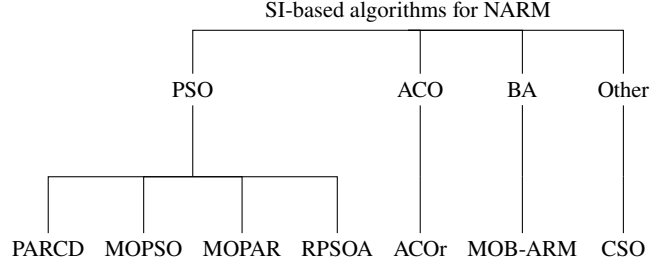 SI-based algorithms for NARM
PSO ACO BA Other
PARCD MOPSO MOPAR RPSOA ACOr MOB-ARM CSO